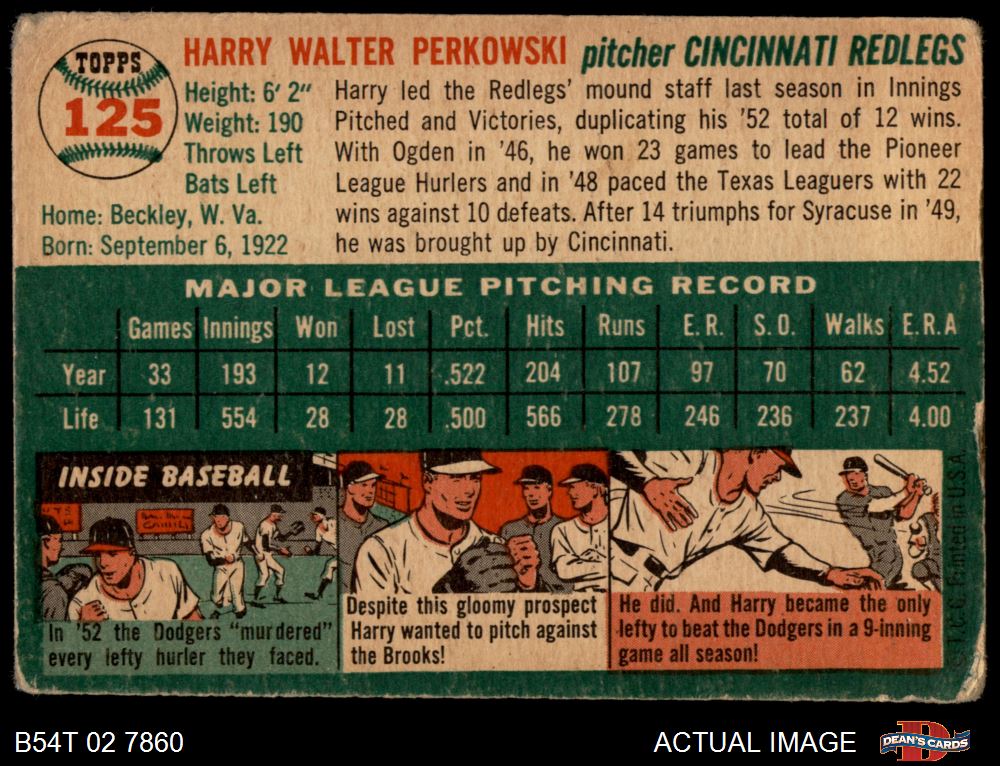 TOPPS
125
HARRY WALTER PERKOWSKI pitcher CINCINNATI REDLEGS
Height: 6' 2"
Weight: 190
Throws Left
Bats Left
Home: Beckley, W. Va.
Born: September 6, 1922
Harry led the Redlegs' mound staff last season in Innings
Pitched and Victories, duplicating his '52 total of 12 wins.
With Ogden in '46, he won 23 games to lead the Pioneer
League Hurlers and in '48 paced the Texas Leaguers with 22
wins against 10 defeats. After 14 triumphs for Syracuse in '49,
he was brought up by Cincinnati.
MAJOR LEAGUE PITCHING RECORD
Games Innings Won Lost Pct. Hits Runs E.R. S.O. Walks E.R.A
Year 33 193 12 11 .522 204 107 97 70 62 4.52
Life 131 554 28 28 .500 566 278 246 236 237 4.00
INSIDE BASEBALL
In '52 the Dodgers "murdered"
every lefty hurler they faced.
Despite this gloomy prospect
Harry wanted to pitch against
the Brooks!
He did. And Harry became the only
lefty to beat the Dodgers in a 9-inning
game all season!
T.C.G. Printed in U.S.A.
B54T 02 7860
ACTUAL IMAGE
DEAN'S CARDS